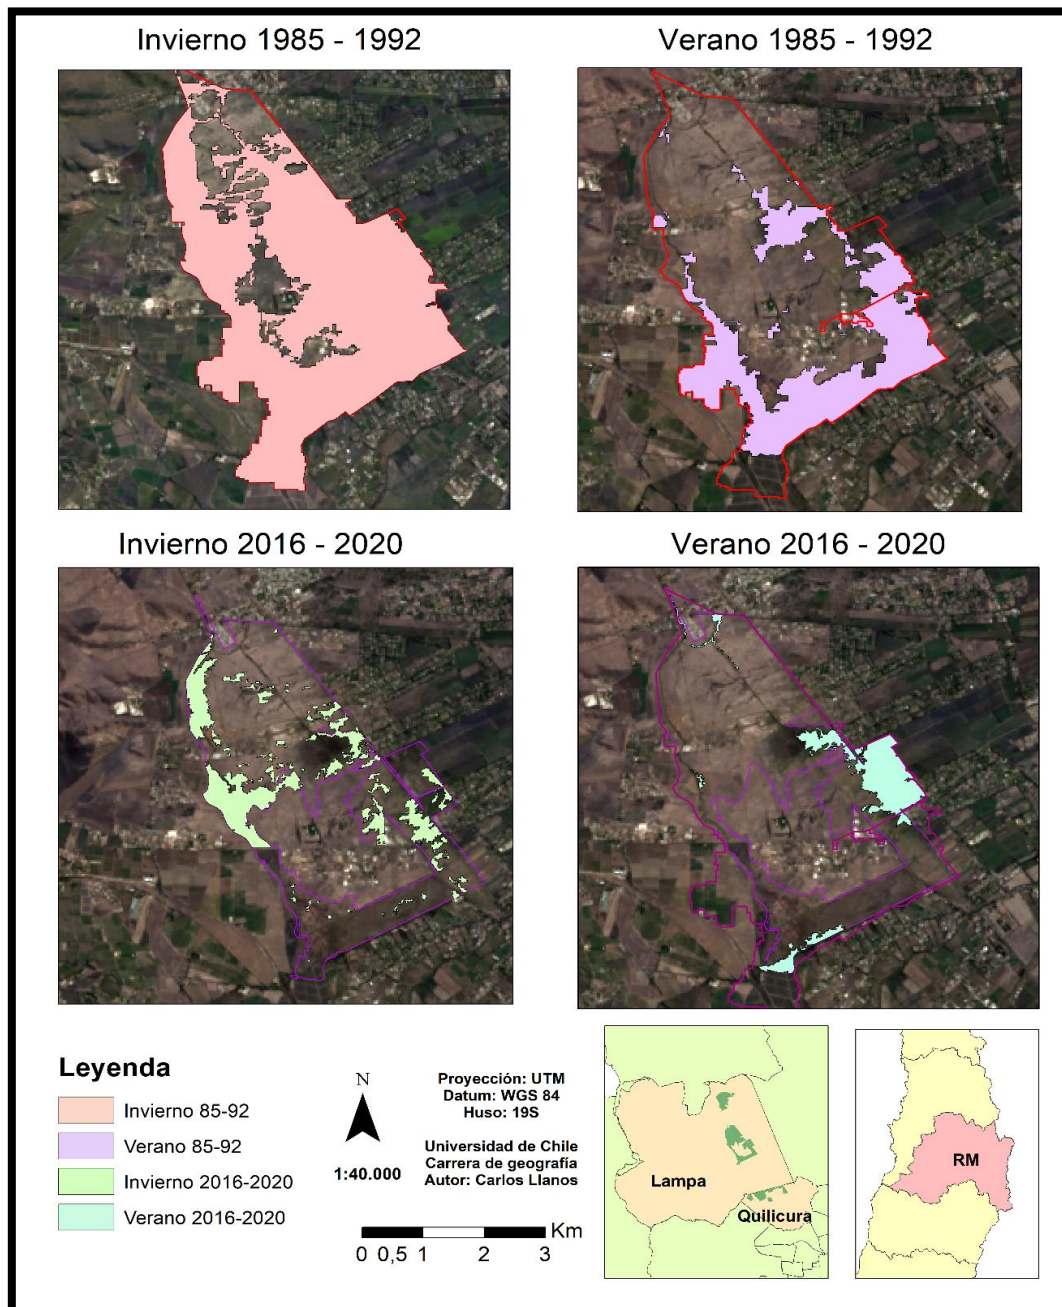 Invierno 1985 - 1992
Verano 1985 - 1992
Invierno 2016 - 2020
Verano 2016 - 2020
Leyenda
Invierno 85-92
Verano 85-92
Invierno 2016-2020
Verano 2016-2020
N
1:40.000
Proyección: UTM
Datum: WGS 84
Huso: 19S
Universidad de Chile
Carrera de geografía
Autor: Carlos Llanos
Km
0 0,5 1 2 3
Lampa
Quilicura
RM